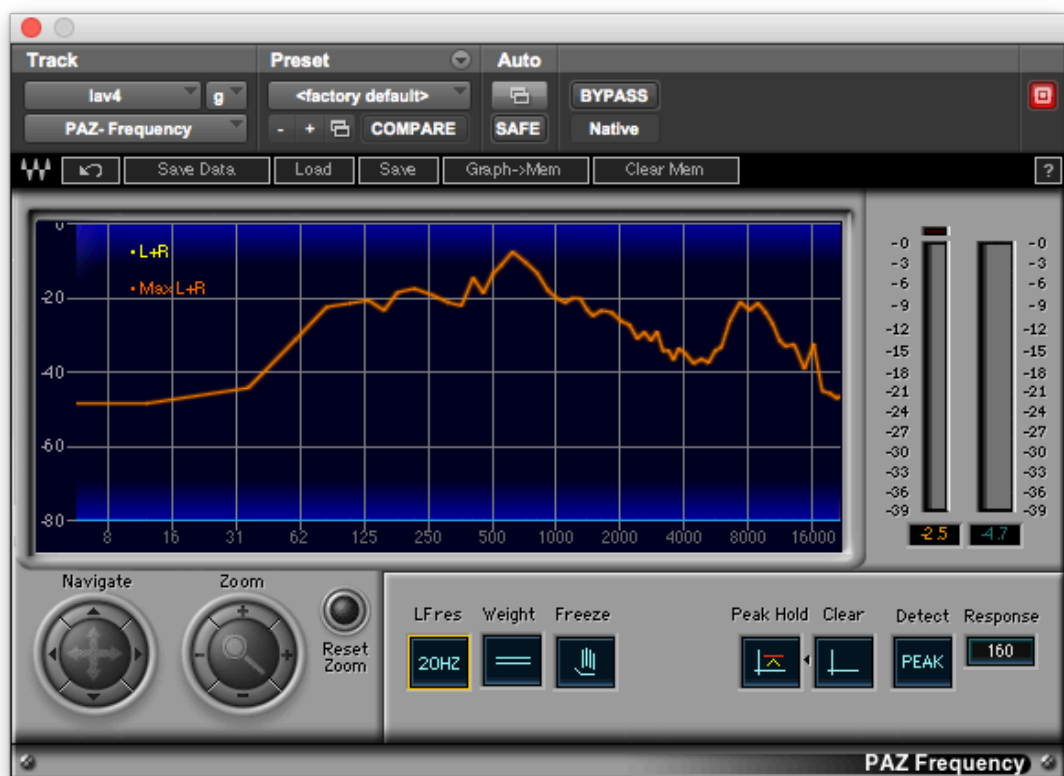 Track Preset Auto
lav4 g <factory default> BYPASS
PAZ- Frequency - + COMPARE SAFE Native
Save Data Load Save Graph->Mem Clear Mem ?
0
L+R
Max L+R
-20
-40
-60
-80
8 16 31 62 125 250 500 1000 2000 4000 8000 16000
-0 -0
-3 -3
-6 -6
-9 -9
-12 -12
-15 -15
-18 -18
-21 -21
-24 -24
-27 -27
-30 -30
-33 -33
-36 -36
-39 -39
-2.5 -4.7
Navigate Zoom
Reset
Zoom
LFres Weight Freeze Peak Hold Clear Detect Response
20HZ PEAK 160
PAZ Frequency